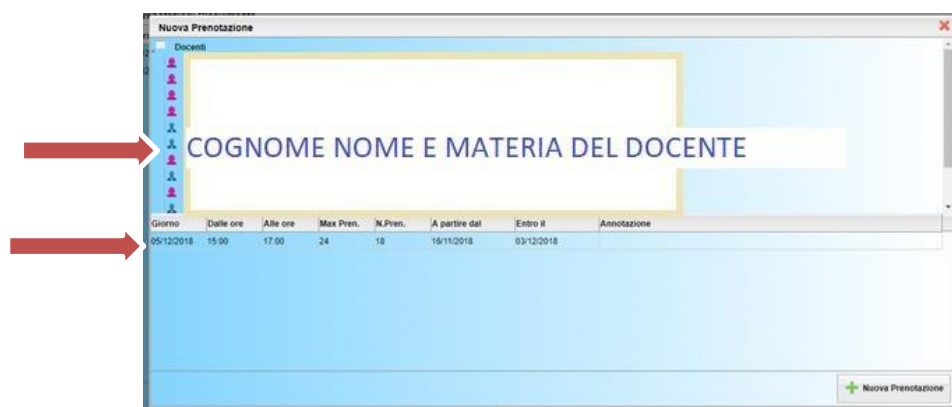 Nuova Prenotazione
Docenti
COGNOME NOME E MATERIA DEL DOCENTE
Giorno Dalle ore Alle ore Max Pren. N.Pren. A partire dal Entro il Annotazione
05/12/2018 15:00 17:00 24 18 16/11/2018 03/12/2018
Nuova Prenotazione